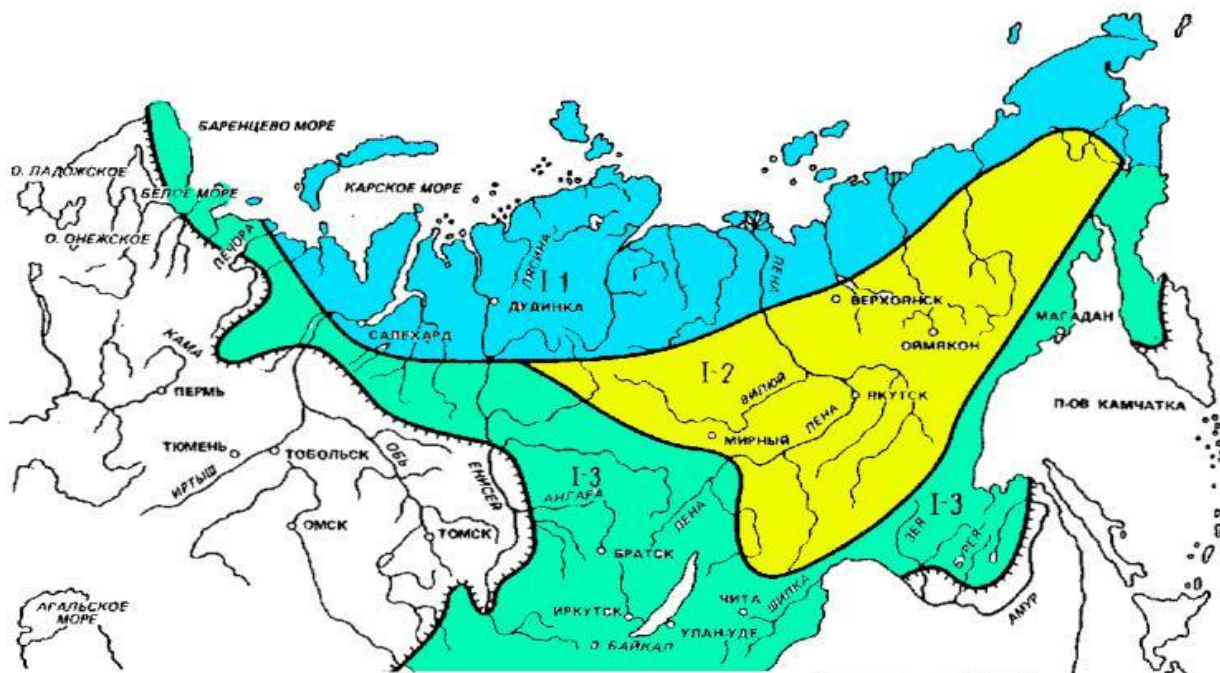 БАРЕНЦЕВО МОРЕ
О. ЛАДОЖСКОЕ
БЕЛОЕ МОРЕ
КАРСКОЕ МОРЕ
О. ОНЕЖСКОЕ
ПЕЧОРА
ПЯСИНА
I 1
ДУДИНКА
ЛЕНА
ВЕРХОЯНСК
САЛЕХАРД
МАГАДАН
ОЙМЯКОН
КАМА
I-2
ПЕРМЬ
ВИЛЮЙ
ЯКУТСК
П-ОВ КАМЧАТКА
ЛЕНА
МИРНЫЙ
ТЮМЕНЬ
ТОБОЛЬСК
ОБЬ
ИРТЫШ
ЕНИСЕЙ
I-3
АНГАРА
I-3
ЛЕНА
ЗЕЯ
БУРЕЯ
ОМСК
ТОМСК
БРАТСК
ШИЛКА
ЧИТА
АРАЛЬСКОЕ
МОРЕ
ИРКУТСК
УЛАН-УДЕ
АМУР
БАЙКАЛ